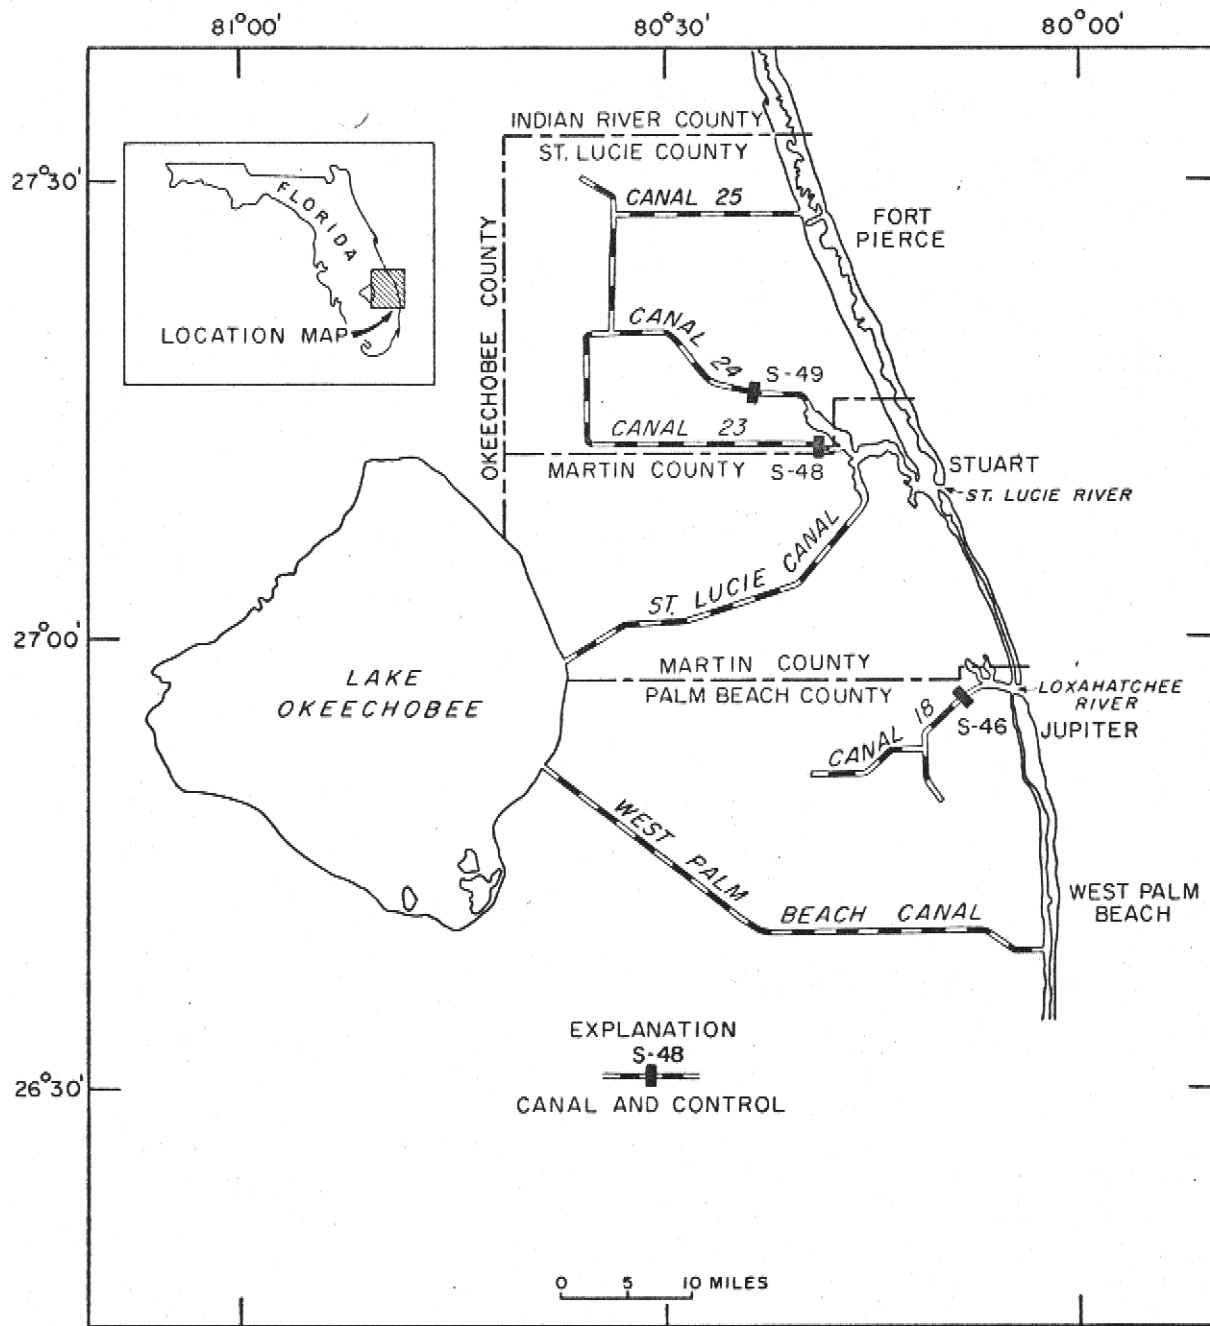 81°00'
80°30'
80°00'
INDIAN RIVER COUNTY
ST. LUCIE COUNTY
27°30'
FLORIDA
LOCATION MAP
CANAL 25
FORT
PIERCE
OKEECHOBEE COUNTY
CANAL 24
S-49
CANAL 23
MARTIN COUNTY
S-48
STUART
ST. LUCIE RIVER
ST. LUCIE CANAL
27°00'
LAKE
OKEECHOBEE
MARTIN COUNTY
PALM BEACH COUNTY
LOXAHATCHEE
RIVER
CANAL 18
S-46
JUPITER
WEST PALM BEACH CANAL
WEST PALM
BEACH
EXPLANATION
S-48
26°30'
CANAL AND CONTROL
0 5 10 MILES